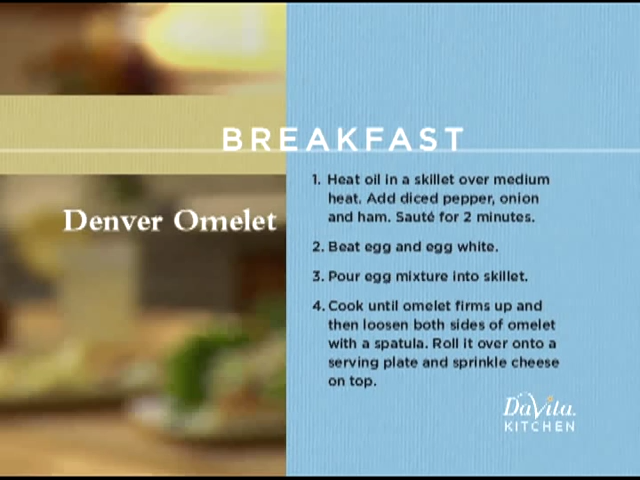 BREAKFAST
Denver Omelet
1. Heat oil in a skillet over medium
heat. Add diced pepper, onion
and ham. Sauté for 2 minutes.
2. Beat egg and egg white.
3. Pour egg mixture into skillet.
4. Cook until omelet firms up and
then loosen both sides of omelet
with a spatula. Roll it over onto a
serving plate and sprinkle cheese
on top.
DaVita.
KITCHEN